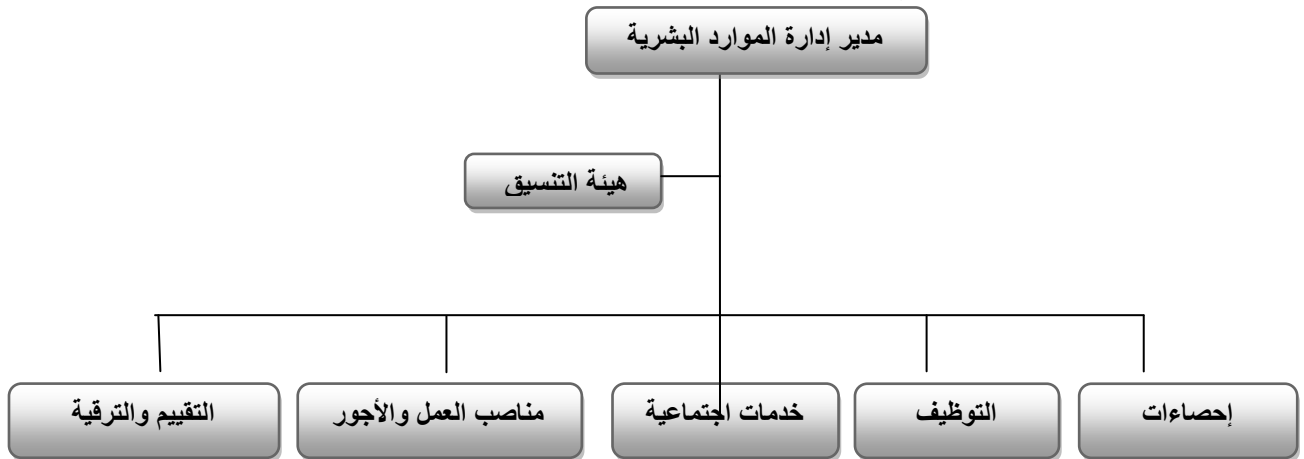 مدير إدارة الموارد البشرية
هيئة التنسيق
إحصاءات
التوظيف
خدمات اجتماعية
مناصب العمل والأجور
التقييم والترقية